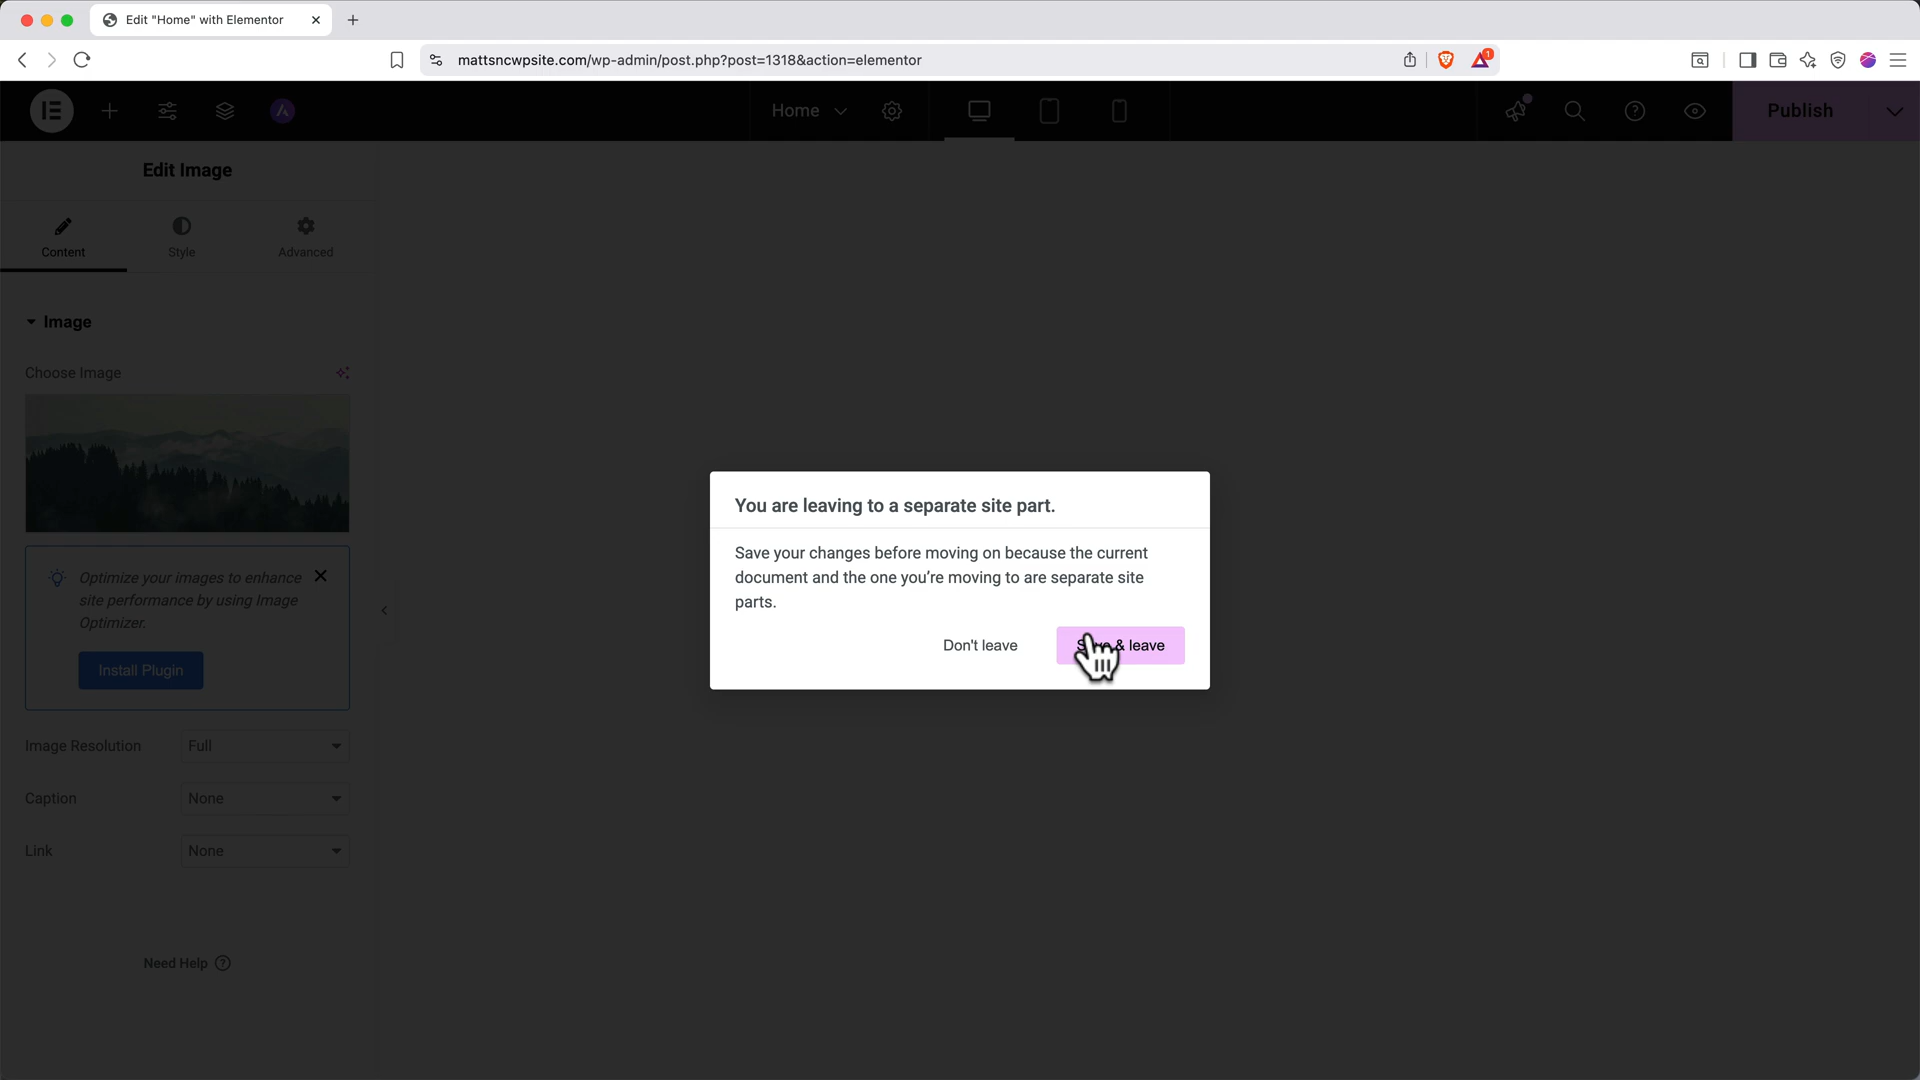 Edit "Home" with Elementor
mattsncwpsite.com/wp-admin/post.php?post=1318&action=elementor
1
Home
Publish
Edit Image
Content
Style
Advanced
Image
Choose Image
Optimize your images to enhance
site performance by using Image
Optimizer.
Install Plugin
Image Resolution
Full
Caption
None
Link
None
Need Help
You are leaving to a separate site part.
Save your changes before moving on because the current
document and the one you’re moving to are separate site
parts.
Don't leave
& leave